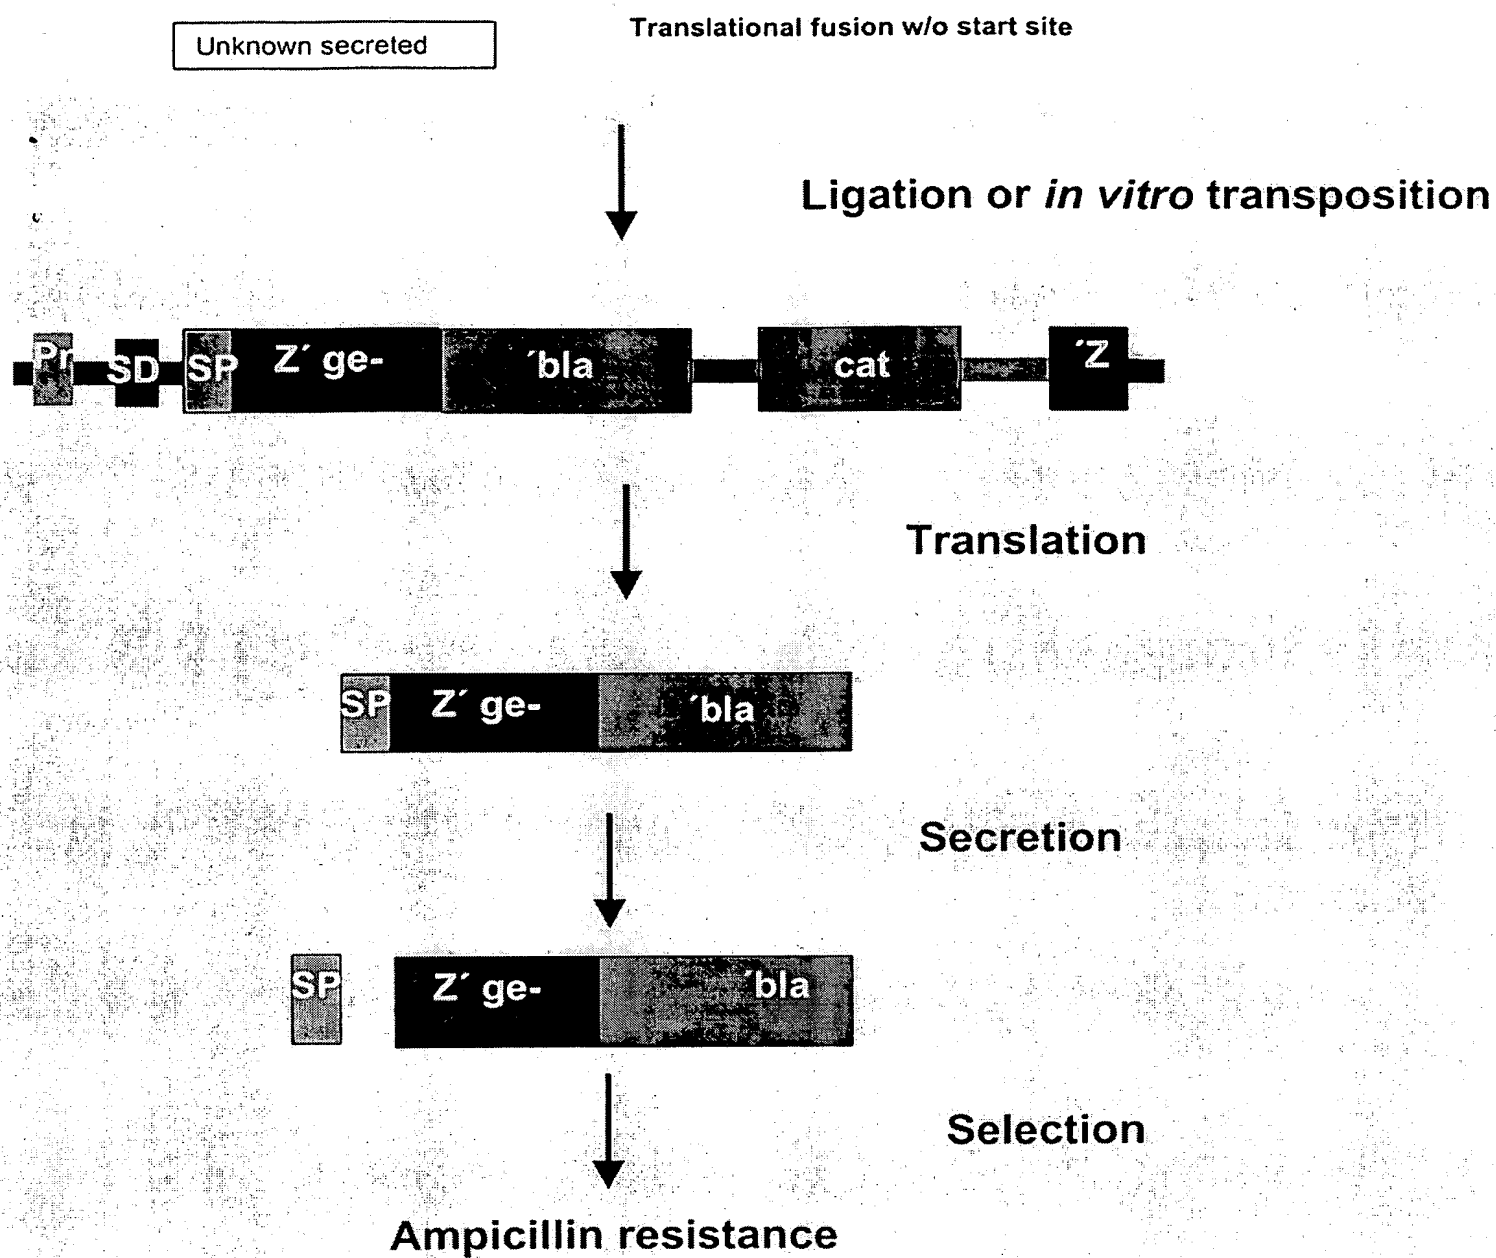 Unknown secreted
Translational fusion w/o start site
Ligation or in vitro transposition
Pr SD SP Z´ ge- ´bla cat ´Z
Translation
SP Z´ ge- ´bla
Secretion
SP Z´ ge- ´bla
Selection
Ampicillin resistance